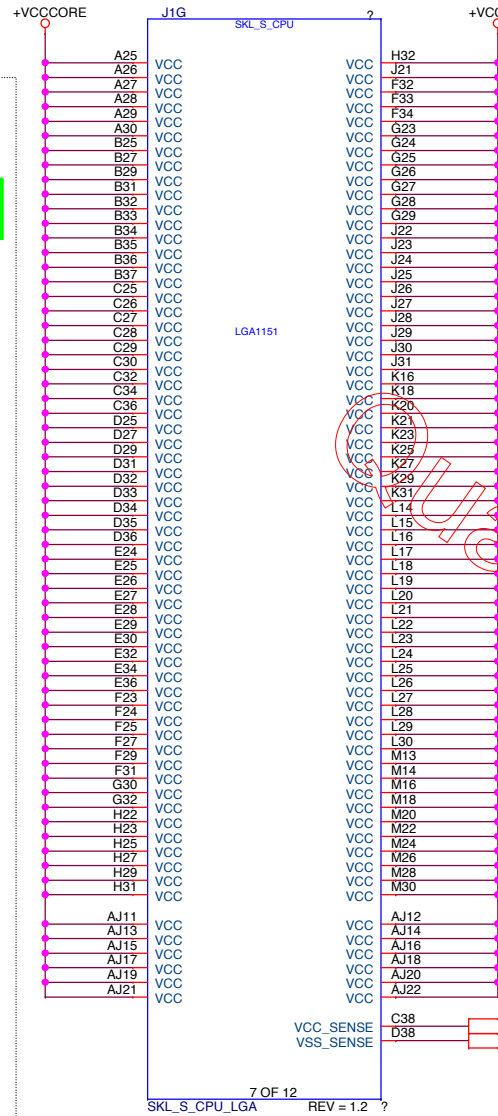 +VCCCORE J1G ? +VCC
SKL_S_CPU
A25 VCC VCC H32
A26 VCC VCC J21
A27 VCC VCC F32
A28 VCC VCC F33
A29 VCC VCC F34
A30 VCC VCC G23
B25 VCC VCC G24
B27 VCC VCC G25
B29 VCC VCC G26
B31 VCC VCC G27
B32 VCC VCC G28
B33 VCC VCC G29
B34 VCC VCC J22
B35 VCC VCC J23
B36 VCC VCC J24
B37 VCC VCC J25
C25 VCC VCC J26
C26 VCC VCC J27
C27 VCC VCC J28
C28 VCC LGA1151 VCC J29
C29 VCC VCC J30
C30 VCC VCC J31
C32 VCC VCC K16
C34 VCC VCC K18
C36 VCC VCC K20
D25 VCC VCC K21
D27 VCC VCC K23
D29 VCC VCC K25
D31 VCC VCC K27
D32 VCC VCC K29
D33 VCC VCC K31
D34 VCC VCC L14
D35 VCC VCC L15
D36 VCC VCC L16
E24 VCC VCC L17
E25 VCC VCC L18
E26 VCC VCC L19
E27 VCC VCC L20
E28 VCC VCC L21
E29 VCC VCC L22
E30 VCC VCC L23
E32 VCC VCC L24
E34 VCC VCC L25
E36 VCC VCC L26
F23 VCC VCC L27
F24 VCC VCC L28
F25 VCC VCC L29
F27 VCC VCC L30
F29 VCC VCC M13
F31 VCC VCC M14
G30 VCC VCC M16
G32 VCC VCC M18
H22 VCC VCC M20
H23 VCC VCC M22
H25 VCC VCC M24
H27 VCC VCC M26
H29 VCC VCC M28
H31 VCC VCC M30
AJ11 VCC VCC AJ12
AJ13 VCC VCC AJ14
AJ15 VCC VCC AJ16
AJ17 VCC VCC AJ18
AJ19 VCC VCC AJ20
AJ21 VCC VCC AJ22
VCC_SENSE C38
VSS_SENSE D38
7 OF 12
SKL_S_CPU_LGA REV = 1.2 ?